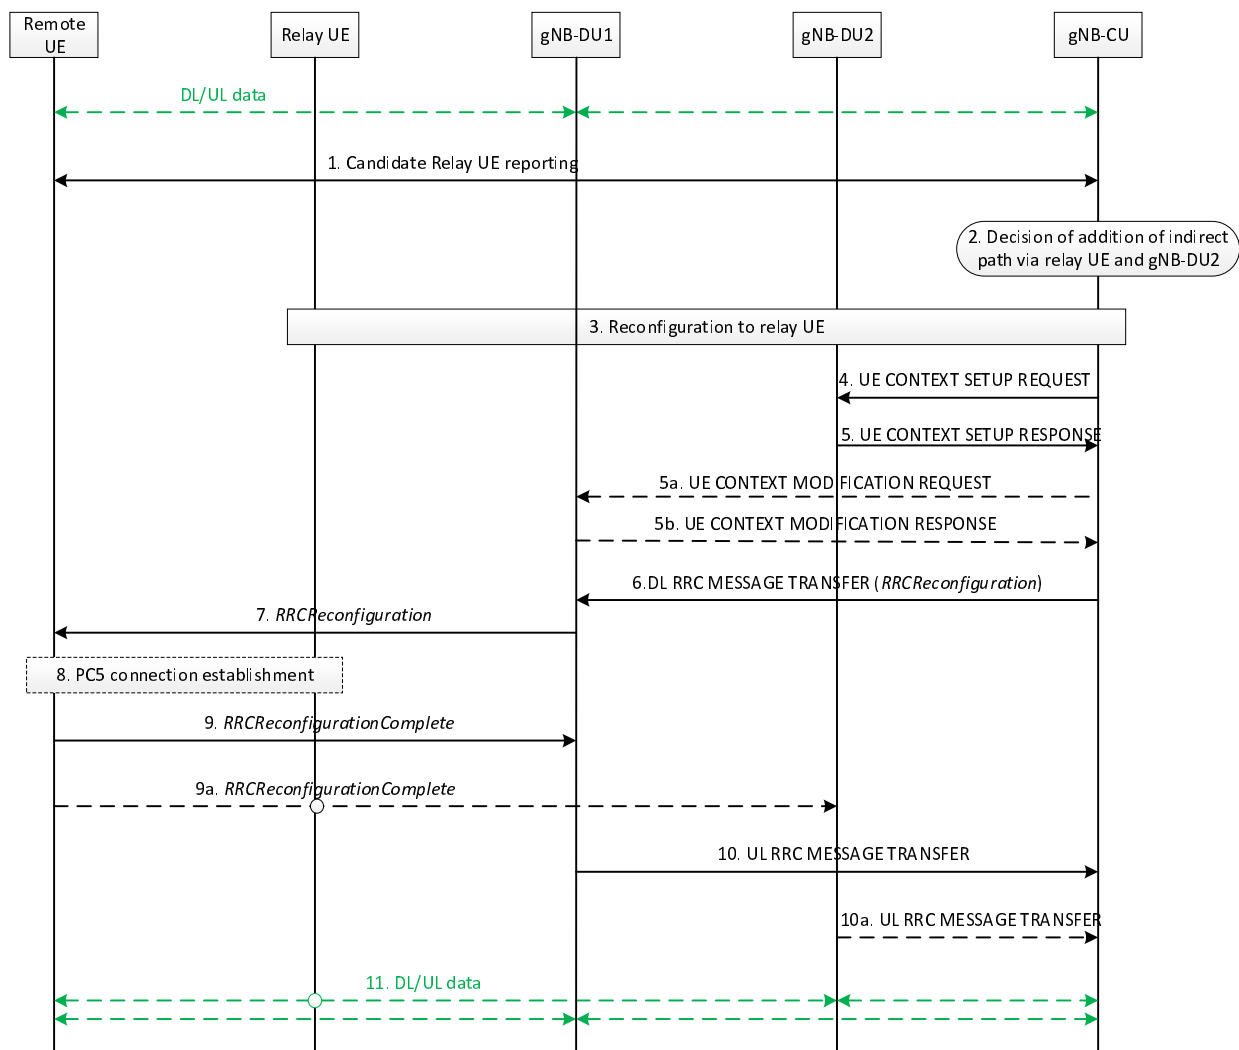 Remote
UE
Relay UE
gNB-DU1
gNB-DU2
gNB-CU
DL/UL data
1. Candidate Relay UE reporting
2. Decision of addition of indirect
path via relay UE and gNB-DU2
3. Reconfiguration to relay UE
4. UE CONTEXT SETUP REQUEST
5. UE CONTEXT SETUP RESPONSE
5a. UE CONTEXT MODIFICATION REQUEST
5b. UE CONTEXT MODIFICATION RESPONSE
6.DL RRC MESSAGE TRANSFER (RRCReconfiguration)
7. RRCReconfiguration
8. PC5 connection establishment
9. RRCReconfigurationComplete
9a. RRCReconfigurationComplete
10. UL RRC MESSAGE TRANSFER
10a. UL RRC MESSAGE TRANSFER
11. DL/UL data